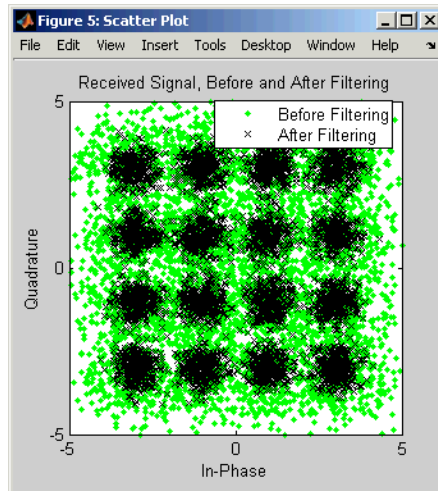 Figure 5: Scatter Plot
File Edit View Insert Tools Desktop Window Help
Received Signal, Before and After Filtering
5
Before Filtering
After Filtering
Quadrature
0
-5
-5 0 5
In-Phase